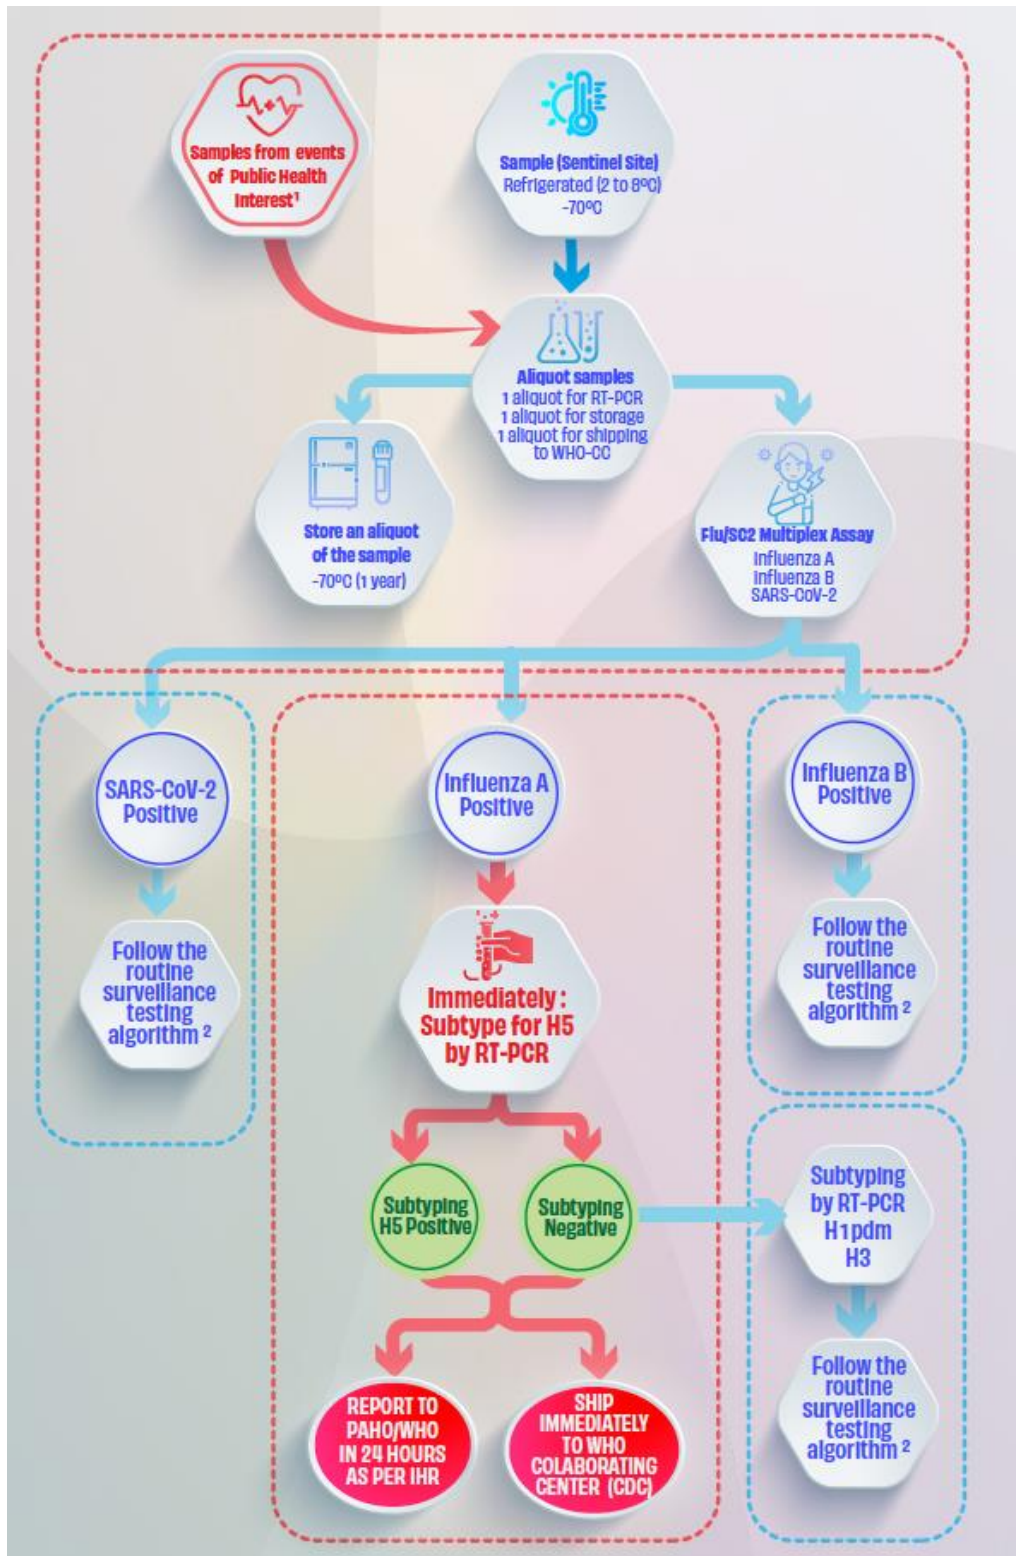 Samples from events
of Public Health
Interest¹
Sample (Sentinel Site)
Refrigerated (2 to 8ºC)
-70ºC
Aliquot samples
1 aliquot for RT-PCR
1 aliquot for storage
1 aliquot for shipping
to WHO-CC
Store an aliquot
of the sample
-70ºC (1 year)
Flu/SC2 Multiplex Assay
Influenza A
Influenza B
SARS-CoV-2
SARS-CoV-2
Positive
Influenza A
Positive
Influenza B
Positive
Follow the
routine
surveillance
testing
algorithm ²
Immediately :
Subtype for H5
by RT-PCR
Follow the
routine
surveillance
testing
algorithm ²
Subtyping
H5 Positive
Subtyping
Negative
Subtyping
by RT-PCR
H1pdm
H3
REPORT TO
PAHO/WHO
IN 24 HOURS
AS PER IHR
SHIP
IMMEDIATELY
TO WHO
COLABORATING
CENTER (CDC)
Follow the
routine
surveillance
testing
algorithm ²